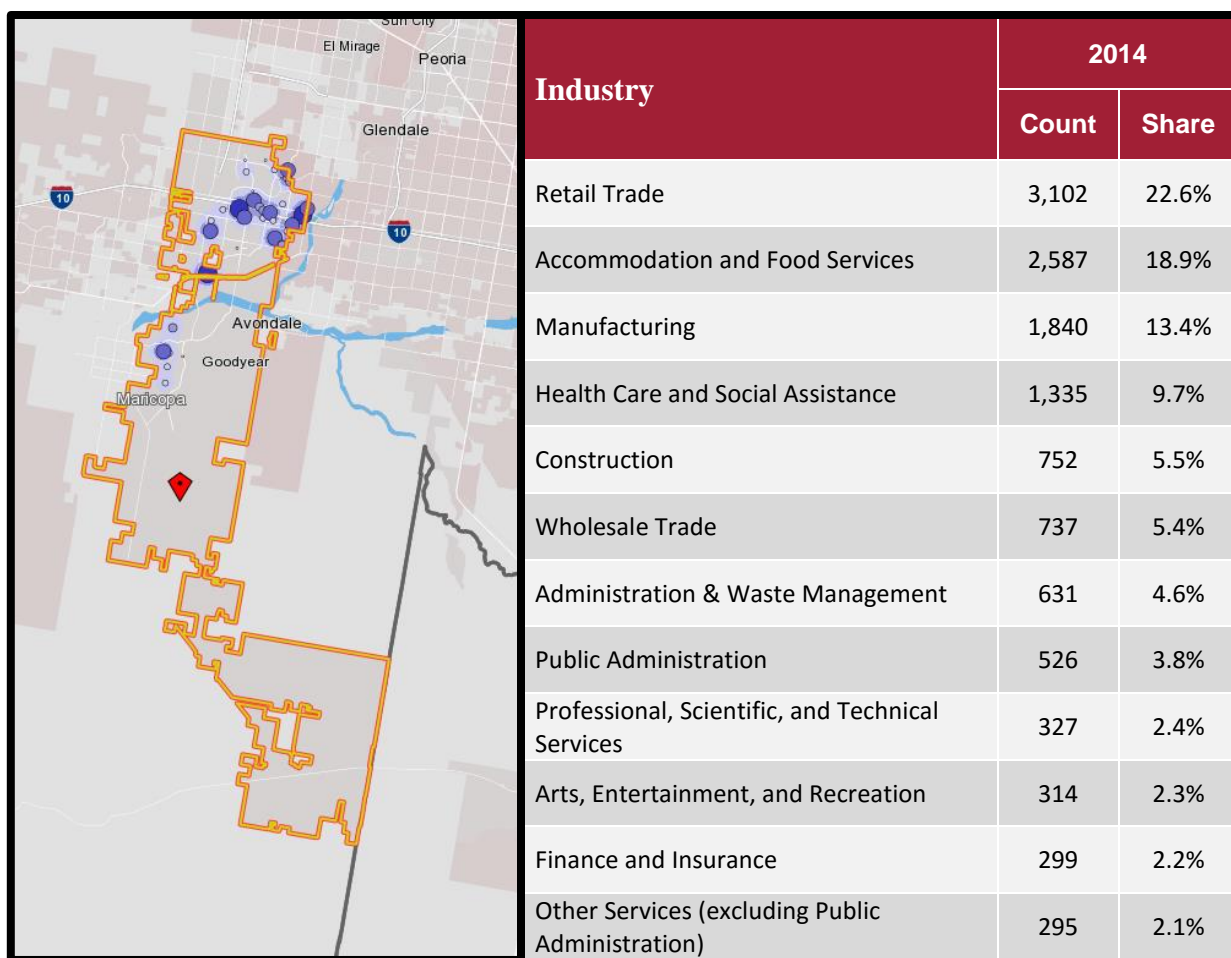 Sun City
El Mirage
Peoria
Glendale
10
10
Avondale
Goodyear
Maricopa
Industry
2014
Count
Share
Retail Trade 3,102 22.6%
Accommodation and Food Services 2,587 18.9%
Manufacturing 1,840 13.4%
Health Care and Social Assistance 1,335 9.7%
Construction 752 5.5%
Wholesale Trade 737 5.4%
Administration & Waste Management 631 4.6%
Public Administration 526 3.8%
Professional, Scientific, and Technical
Services 327 2.4%
Arts, Entertainment, and Recreation 314 2.3%
Finance and Insurance 299 2.2%
Other Services (excluding Public
Administration) 295 2.1%